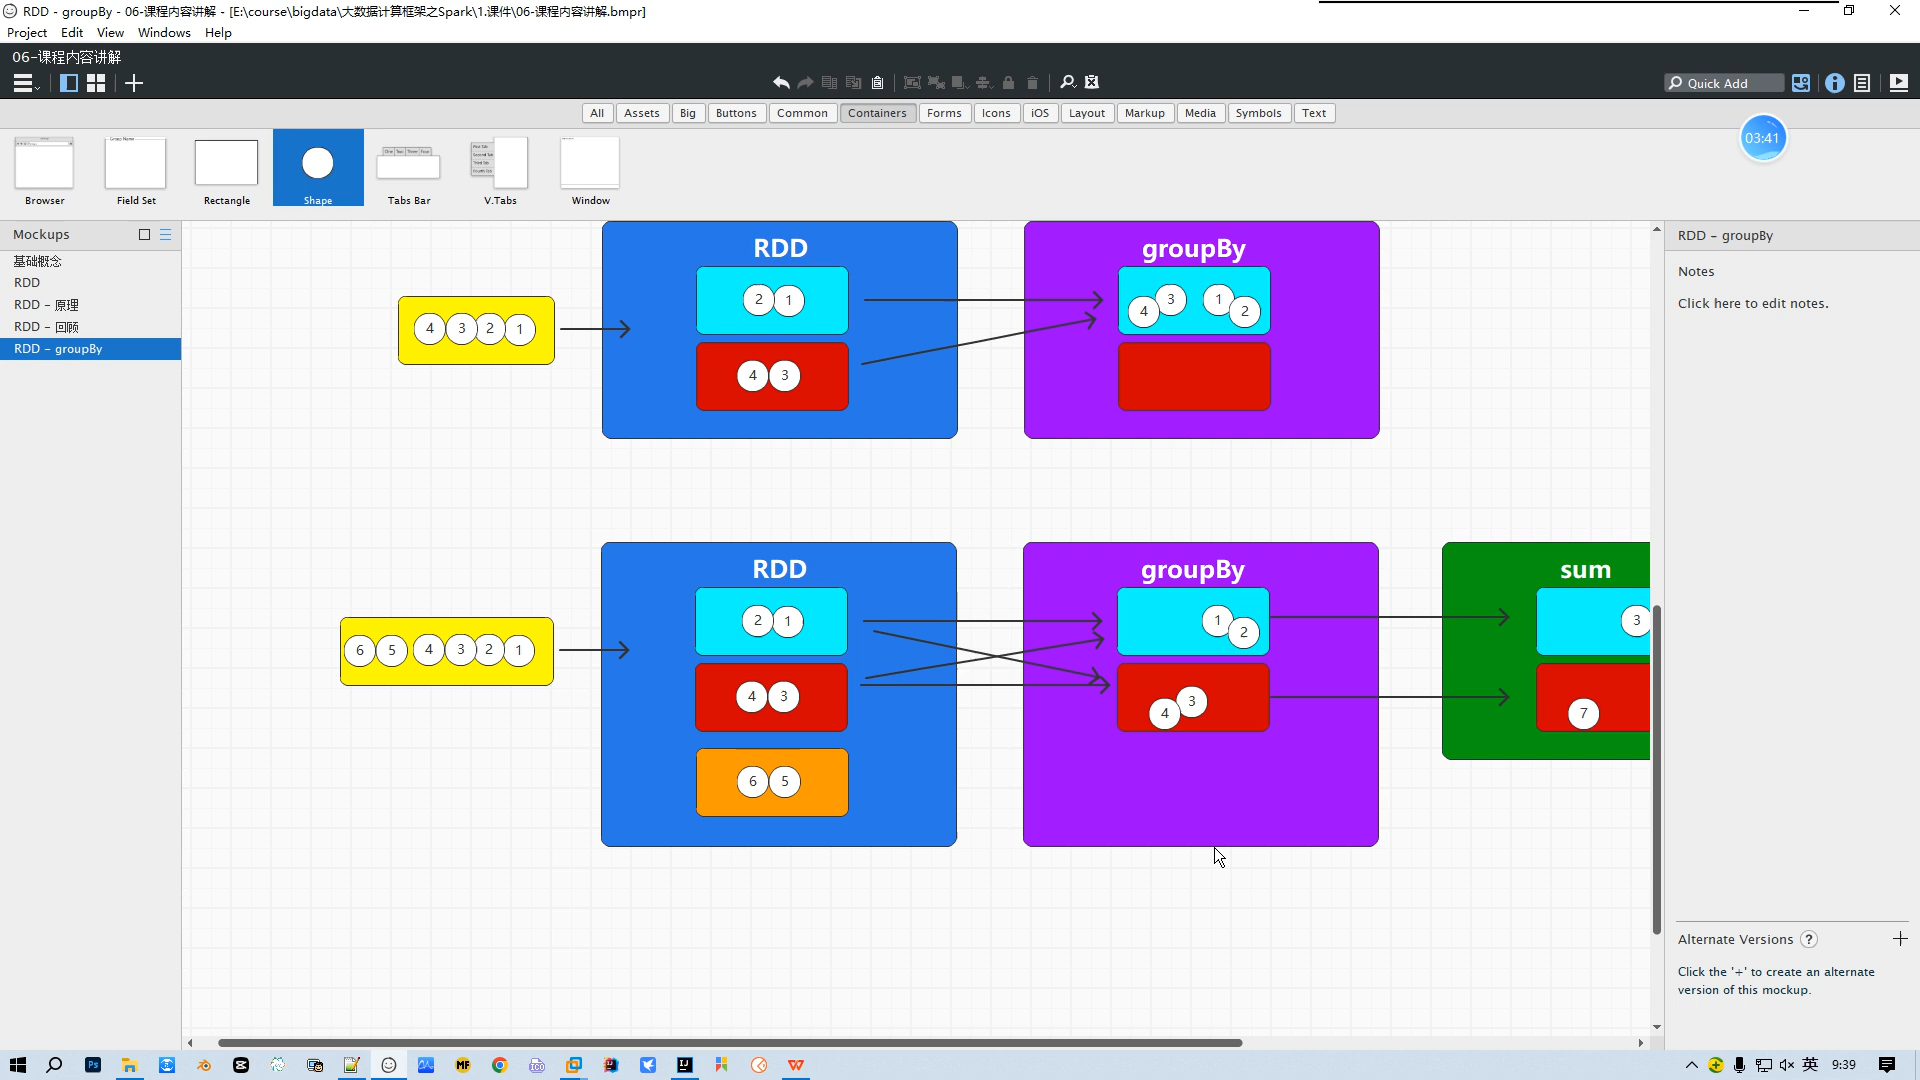 RDD - groupBy - 06-课程内容讲解 - [E:\course\bigdata\大数据计算框架之Spark\1.课件\06-课程内容讲解.bmpr]
Project Edit View Windows Help
06-课程内容讲解
Quick Add
All Assets Big Buttons Common Containers Forms Icons iOS Layout Markup Media Symbols Text
03:41
Browser Field Set Rectangle Shape Tabs Bar V.Tabs Window
Mockups
基础概念
RDD
RDD - 原理
RDD - 回顾
RDD - groupBy
RDD
groupBy
4 3 2 1
2 1
4 3
3 1
4 2
RDD
groupBy
sum
6 5 4 3 2 1
2 1
4 3
6 5
1
2
3
4
3
7
RDD - groupBy
Notes
Click here to edit notes.
Alternate Versions ?
Click the '+' to create an alternate
version of this mockup.
英 9:39